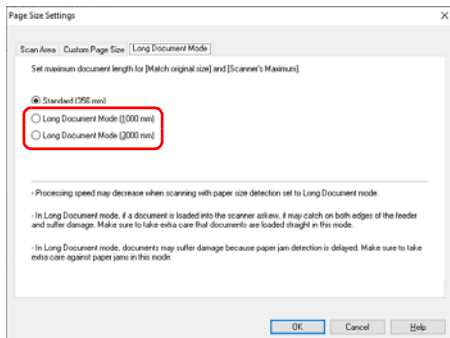 Page Size Settings
Scan Area Custom Page Size Long Document Mode
Set maximum document length for [Match original size] and [Scanner's Maximum].
Standard (356 mm)
Long Document Mode (1000 mm)
Long Document Mode (3000 mm)
- Processing speed may decrease when scanning with paper size detection set to Long Document mode.
- In Long Document mode, if a document is loaded into the scanner askew, it may catch on both edges of the feeder
and suffer damage. Make sure to take extra care that documents are loaded straight in this mode.
- In Long Document mode, documents may suffer damage because paper jam detection is delayed. Make sure to take
extra care against paper jams in this mode.
OK Cancel Help